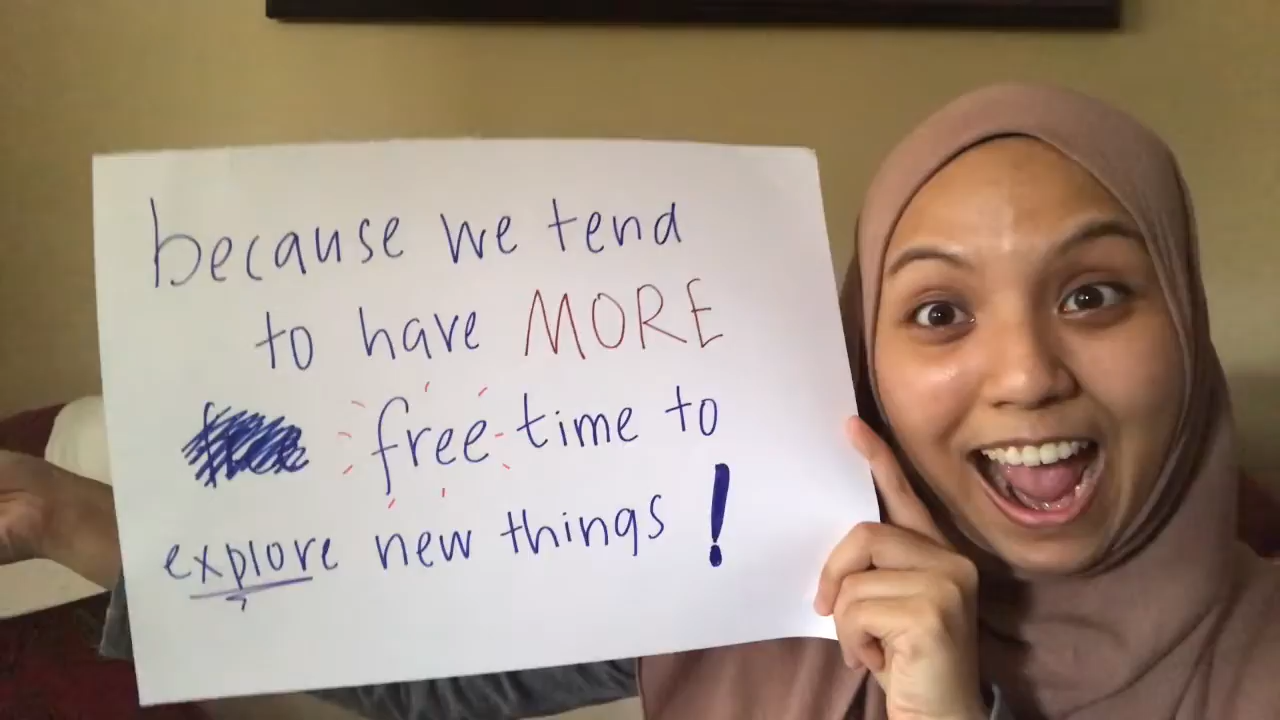 because we tend
to have MORE
free time to
explore new things!